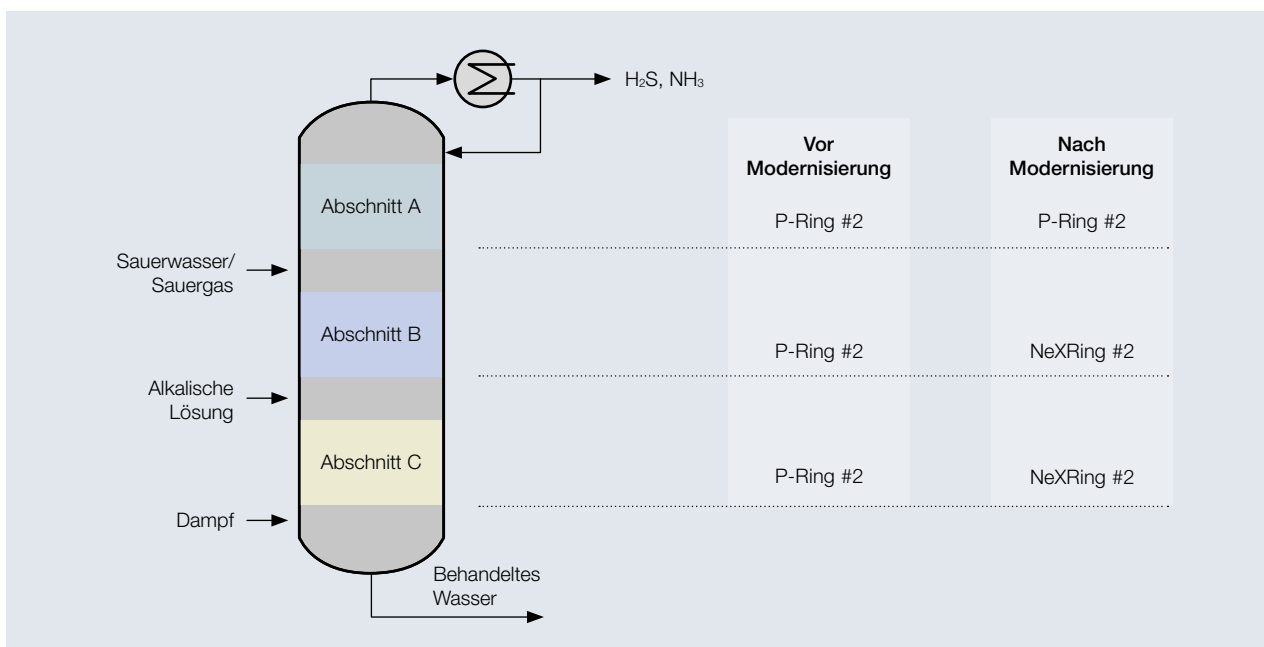 H₂S, NH₃
Abschnitt A
Sauerwasser/
Sauergas
Abschnitt B
Alkalische
Lösung
Abschnitt C
Dampf
Behandeltes
Wasser
Vor
Modernisierung
P-Ring #2
P-Ring #2
P-Ring #2
Nach
Modernisierung
P-Ring #2
NeXRing #2
NeXRing #2